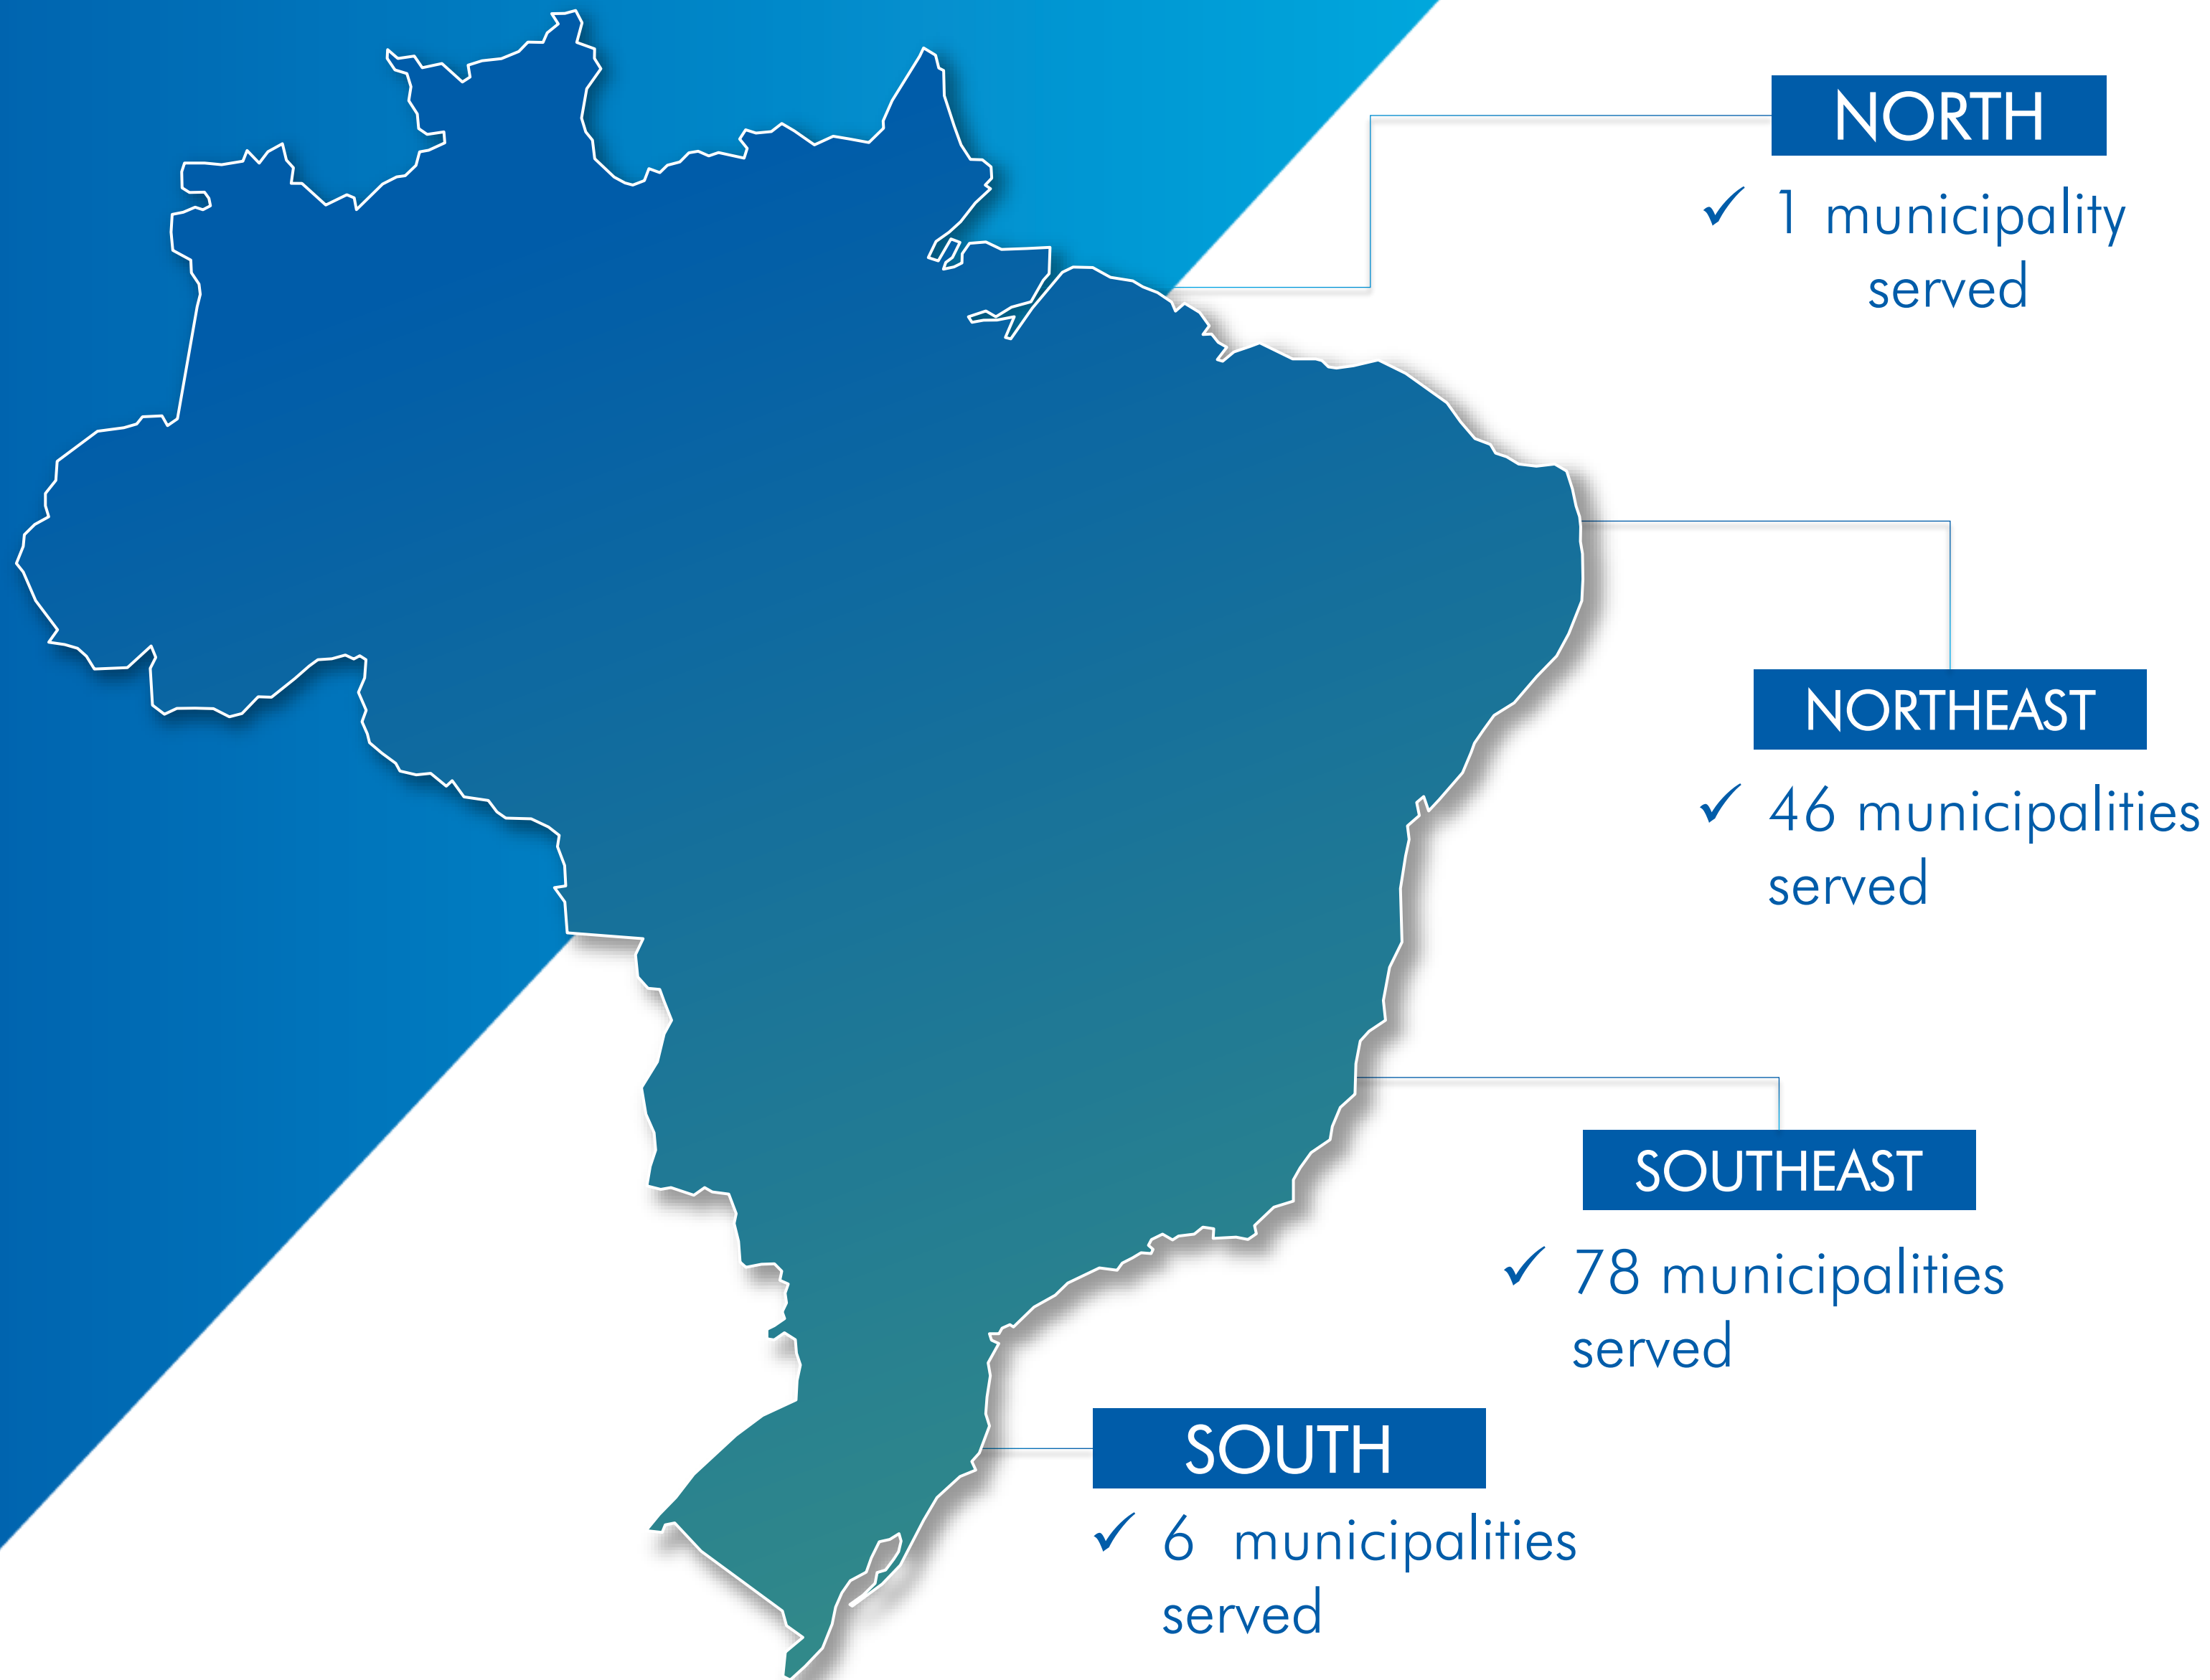 NORTH
✓ 1 municipality
served
NORTHEAST
✓ 46 municipalities
served
SOUTHEAST
✓ 78 municipalities
served
SOUTH
✓ 6 municipalities
served